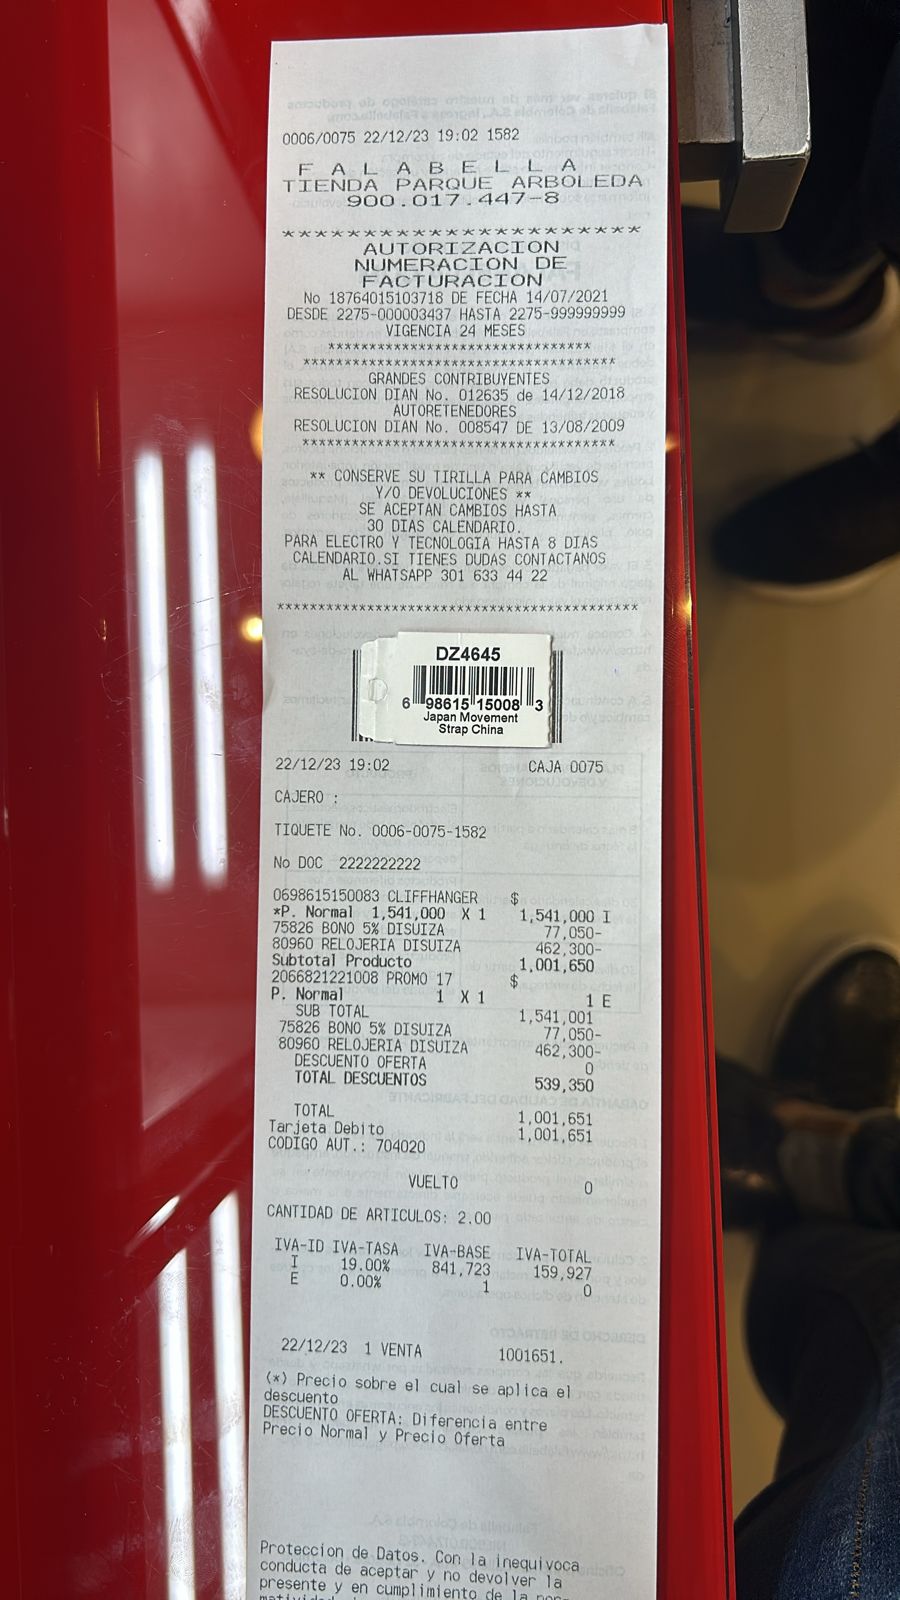 0006/0075 22/12/23 19:02 1582
F A L A B E L L A
TIENDA PARQUE ARBOLEDA
900.017.447-8
**********************
AUTORIZACION
NUMERACION DE
FACTURACION
No 18764015103718 DE FECHA 14/07/2021
DESDE 2275-000003437 HASTA 2275-999999999
VIGENCIA 24 MESES
********************************
**************************************
GRANDES CONTRIBUYENTES
RESOLUCION DIAN No. 012635 de 14/12/2018
AUTORETENEDORES
RESOLUCION DIAN No. 008547 DE 13/08/2009
**************************************
** CONSERVE SU TIRILLA PARA CAMBIOS
Y/O DEVOLUCIONES **
SE ACEPTAN CAMBIOS HASTA
30 DIAS CALENDARIO.
PARA ELECTRO Y TECNOLOGIA HASTA 8 DIAS
CALENDARIO.SI TIENES DUDAS CONTACTANOS
AL WHATSAPP 301 633 44 22
********************************************
DZ4645
6 98615 15008 3
Japan Movement
Strap China
22/12/23 19:02 CAJA 0075
CAJERO :
TIQUETE No. 0006-0075-1582
No DOC 2222222222
0698615150083 CLIFFHANGER $
*P. Normal 1,541,000 X 1 1,541,000 I
75826 BONO 5% DISUIZA 77,050-
80960 RELOJERIA DISUIZA 462,300-
Subtotal Producto 1,001,650
2066821221008 PROMO 17 $
P. Normal 1 X 1 1 E
SUB TOTAL 1,541,001
75826 BONO 5% DISUIZA 77,050-
80960 RELOJERIA DISUIZA 462,300-
DESCUENTO OFERTA 0
TOTAL DESCUENTOS 539,350
TOTAL 1,001,651
Tarjeta Debito 1,001,651
CODIGO AUT.: 704020
VUELTO 0
CANTIDAD DE ARTICULOS: 2.00
IVA-ID IVA-TASA IVA-BASE IVA-TOTAL
I 19.00% 841,723 159,927
E 0.00% 1 0
22/12/23 1 VENTA 1001651.
(*) Precio sobre el cual se aplica el
descuento
DESCUENTO OFERTA: Diferencia entre
Precio Normal y Precio Oferta
Proteccion de Datos. Con la inequivoca
conducta de aceptar y no devolver la
presente y en cumplimiento de la nor-